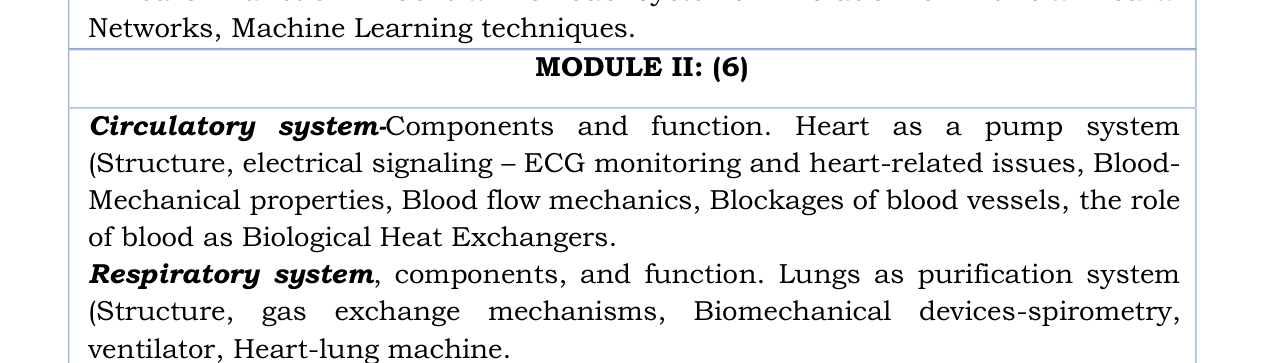 Networks, Machine Learning techniques.
MODULE II: (6)
Circulatory system-Components and function. Heart as a pump system
(Structure, electrical signaling – ECG monitoring and heart-related issues, Blood-
Mechanical properties, Blood flow mechanics, Blockages of blood vessels, the role
of blood as Biological Heat Exchangers.
Respiratory system, components, and function. Lungs as purification system
(Structure, gas exchange mechanisms, Biomechanical devices-spirometry,
ventilator, Heart-lung machine.